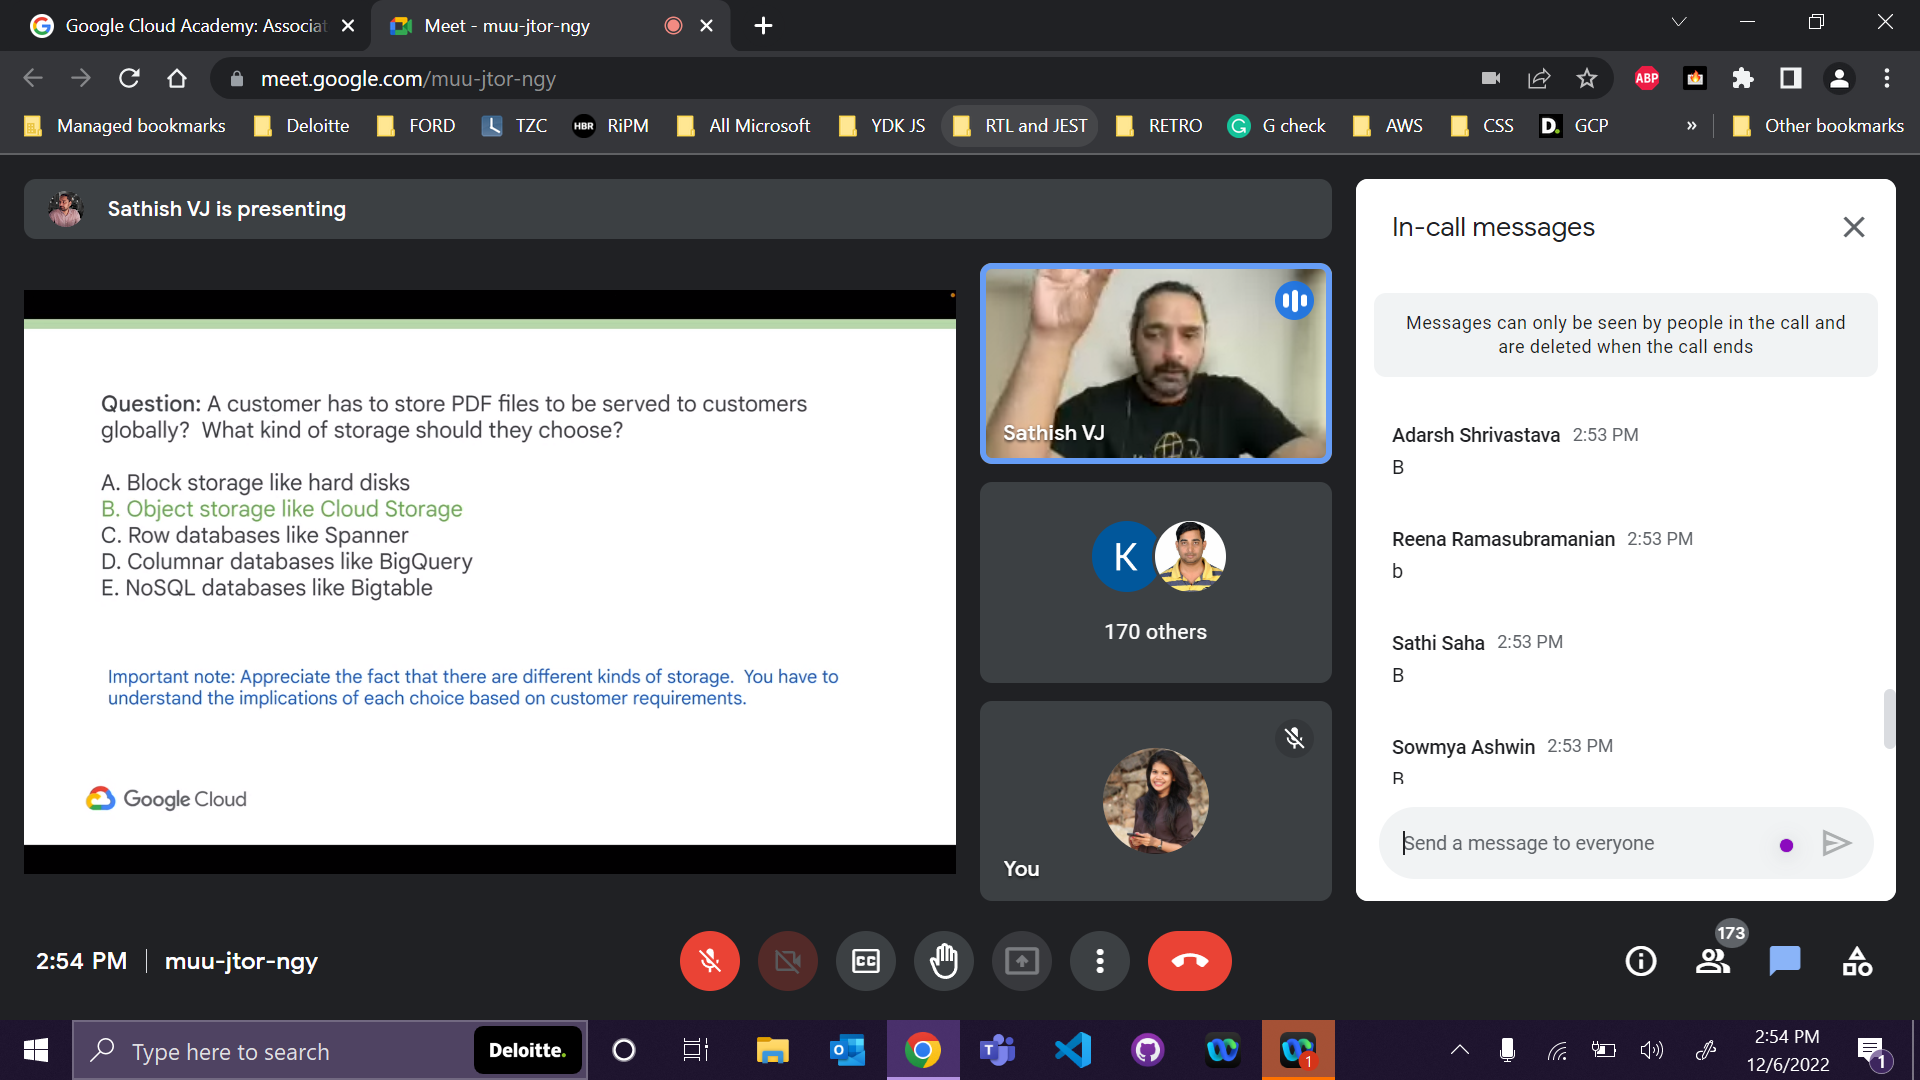 Google Cloud Academy: Associat
Meet - muu-jtor-ngy
meet.google.com/muu-jtor-ngy
ABP
Managed bookmarks
Deloitte
FORD
TZC
HBR
RiPM
All Microsoft
YDK JS
RTL and JEST
RETRO
G
G check
AWS
CSS
D.
GCP
»
Other bookmarks
Sathish VJ is presenting
Question: A customer has to store PDF files to be served to customers
globally? What kind of storage should they choose?
A. Block storage like hard disks
B. Object storage like Cloud Storage
C. Row databases like Spanner
D. Columnar databases like BigQuery
E. NoSQL databases like Bigtable
Important note: Appreciate the fact that there are different kinds of storage. You have to
understand the implications of each choice based on customer requirements.
Google Cloud
Sathish VJ
K
170 others
You
In-call messages
Messages can only be seen by people in the call and
are deleted when the call ends
Adarsh Shrivastava 2:53 PM
B
Reena Ramasubramanian 2:53 PM
b
Sathi Saha 2:53 PM
B
Sowmya Ashwin 2:53 PM
B
Send a message to everyone
2:54 PM
muu-jtor-ngy
CC
173
Type here to search
Deloitte.
1
2:54 PM
12/6/2022
1